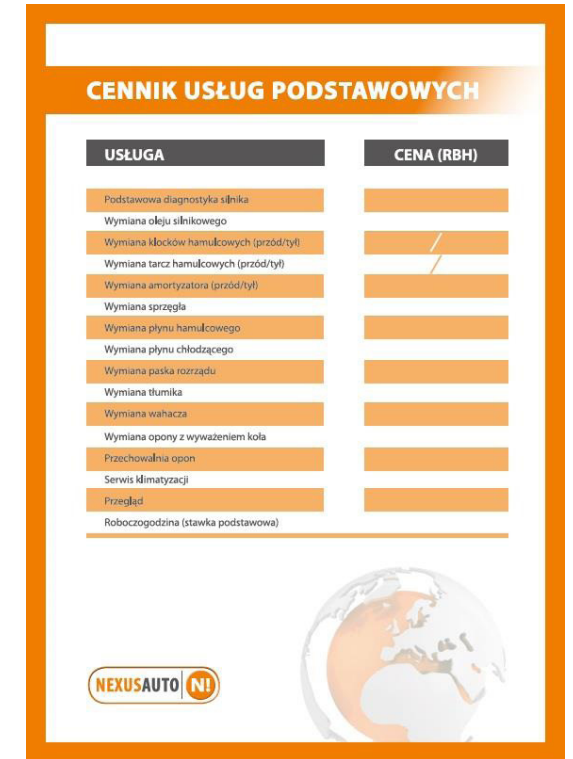 CENNIK USŁUG PODSTAWOWYCH
USŁUGA CENA (RBH)
Podstawowa diagnostyka silnika
Wymiana oleju silnikowego
Wymiana klocków hamulcowych (przód/tył) /
Wymiana tarcz hamulcowych (przód/tył) /
Wymiana amortyzatora (przód/tył)
Wymiana sprzęgła
Wymiana płynu hamulcowego
Wymiana płynu chłodzącego
Wymiana paska rozrządu
Wymiana tłumika
Wymiana wahacza
Wymiana opony z wyważeniem koła
Przechowalnia opon
Serwis klimatyzacji
Przegląd
Roboczogodzina (stawka podstawowa)
NEXUSAUTO N!